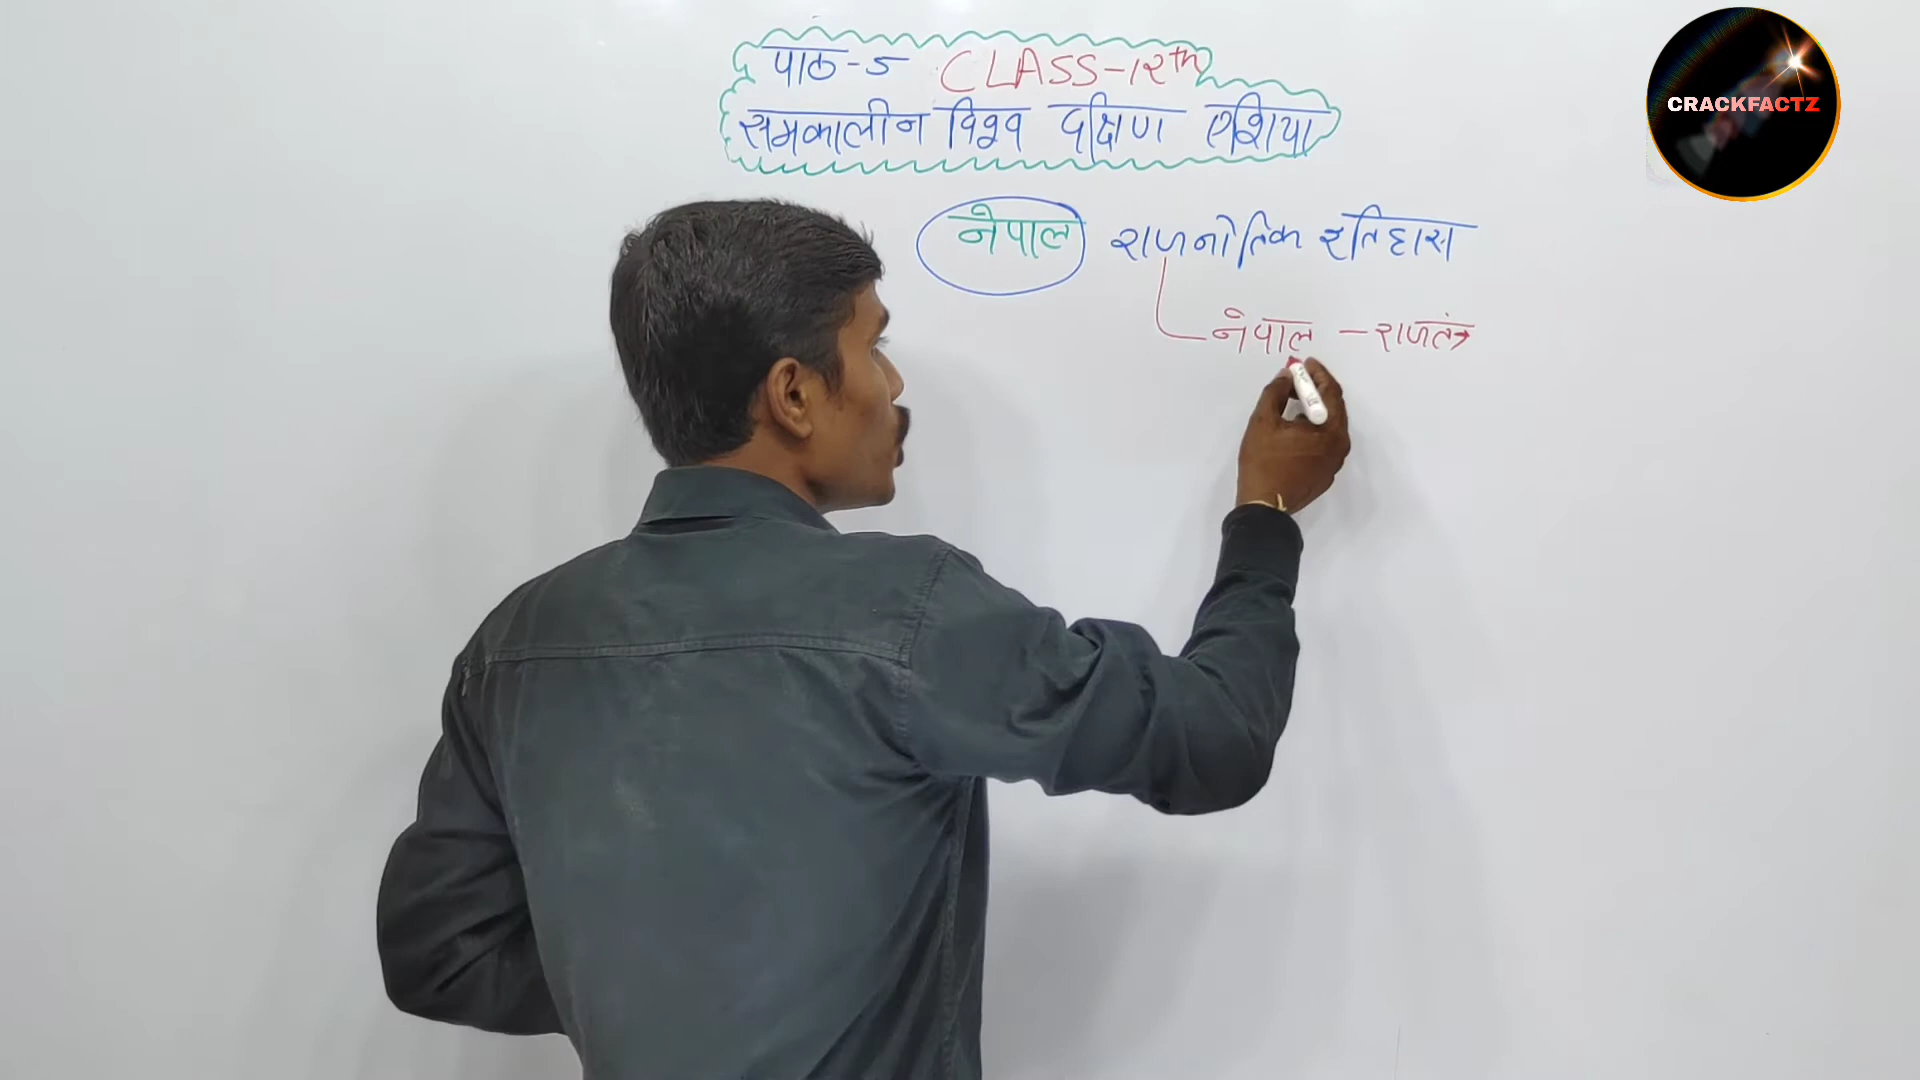 पाठ-5 CLASS-12th
समकालीन विश्व दक्षिण एशिया
नेपाल राजनीतिक इतिहास
नेपाल - राजतंत्र
CRACKFACTZ